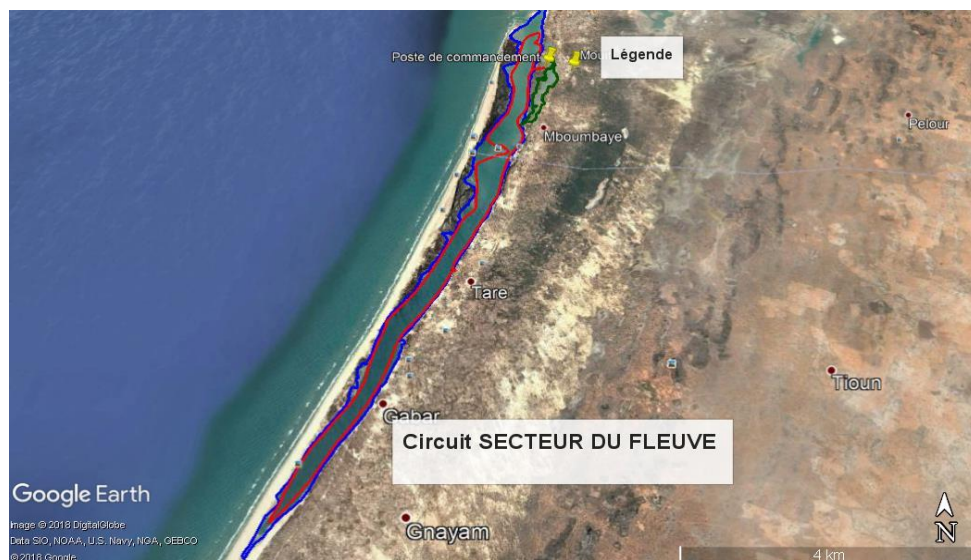 Poste de commandement
Légende
Mboumbaye
Pelour
Tare
Tioun
Gabar
Circuit SECTEUR DU FLEUVE
Gnayam
Google Earth
Image © 2018 DigitalGlobe
Data SIO, NOAA, U.S. Navy, NGA, GEBCO
© 2018 Google
N
4 km